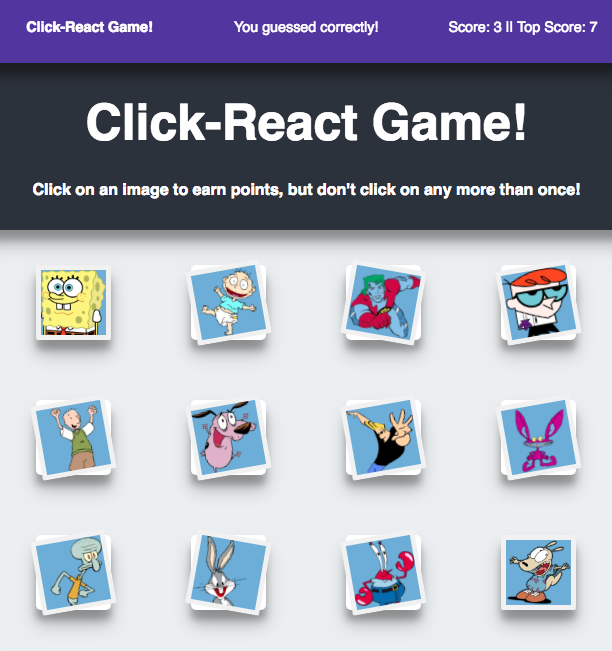 Click-React Game! You guessed correctly! Score: 3 || Top Score: 7
Click-React Game!
Click on an image to earn points, but don't click on any more than once!